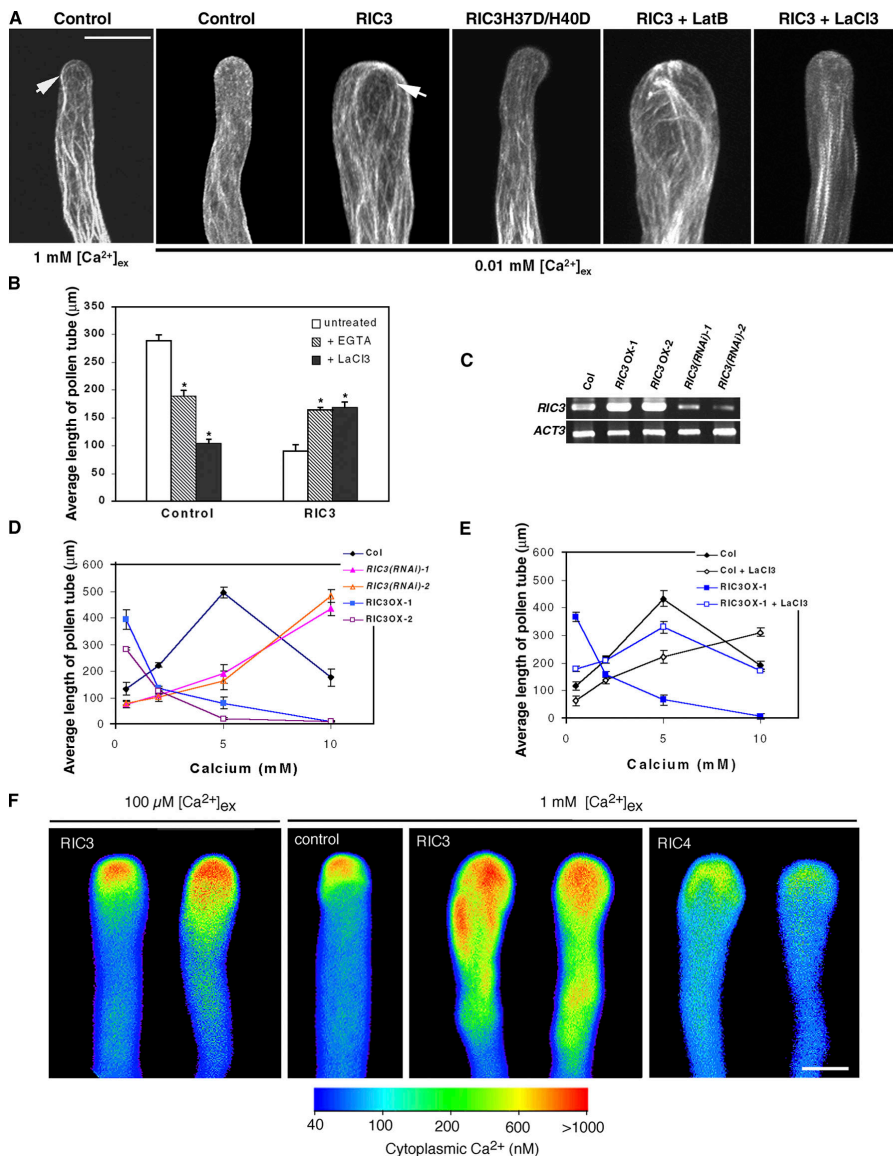 A
Control
Control
RIC3
RIC3H37D/H40D
RIC3 + LatB
RIC3 + LaCl3
1 mM [Ca²⁺]ex
0.01 mM [Ca²⁺]ex
B
Average length of pollen tube (μm)
350
300
250
200
150
100
50
0
untreated
+ EGTA
+ LaCl3
*
*
*
*
Control
RIC3
C
Col
RIC3 OX-1
RIC3 OX-2
RIC3(RNAi)-1
RIC3(RNAi)-2
RIC3
ACT3
D
Average length of pollen tube (μm)
600
500
400
300
200
100
0
Col
RIC3(RNAi)-1
RIC3(RNAi)-2
RIC3OX-1
RIC3OX-2
0
5
10
Calcium (mM)
E
Average length of pollen tube (μm)
600
500
400
300
200
100
0
Col
Col + LaCl3
RIC3OX-1
RIC3OX-1 + LaCl3
0
5
10
Calcium (mM)
F
100 μM [Ca²⁺]ex
1 mM [Ca²⁺]ex
RIC3
control
RIC3
RIC4
40
100
200
600
>1000
Cytoplasmic Ca²⁺ (nM)